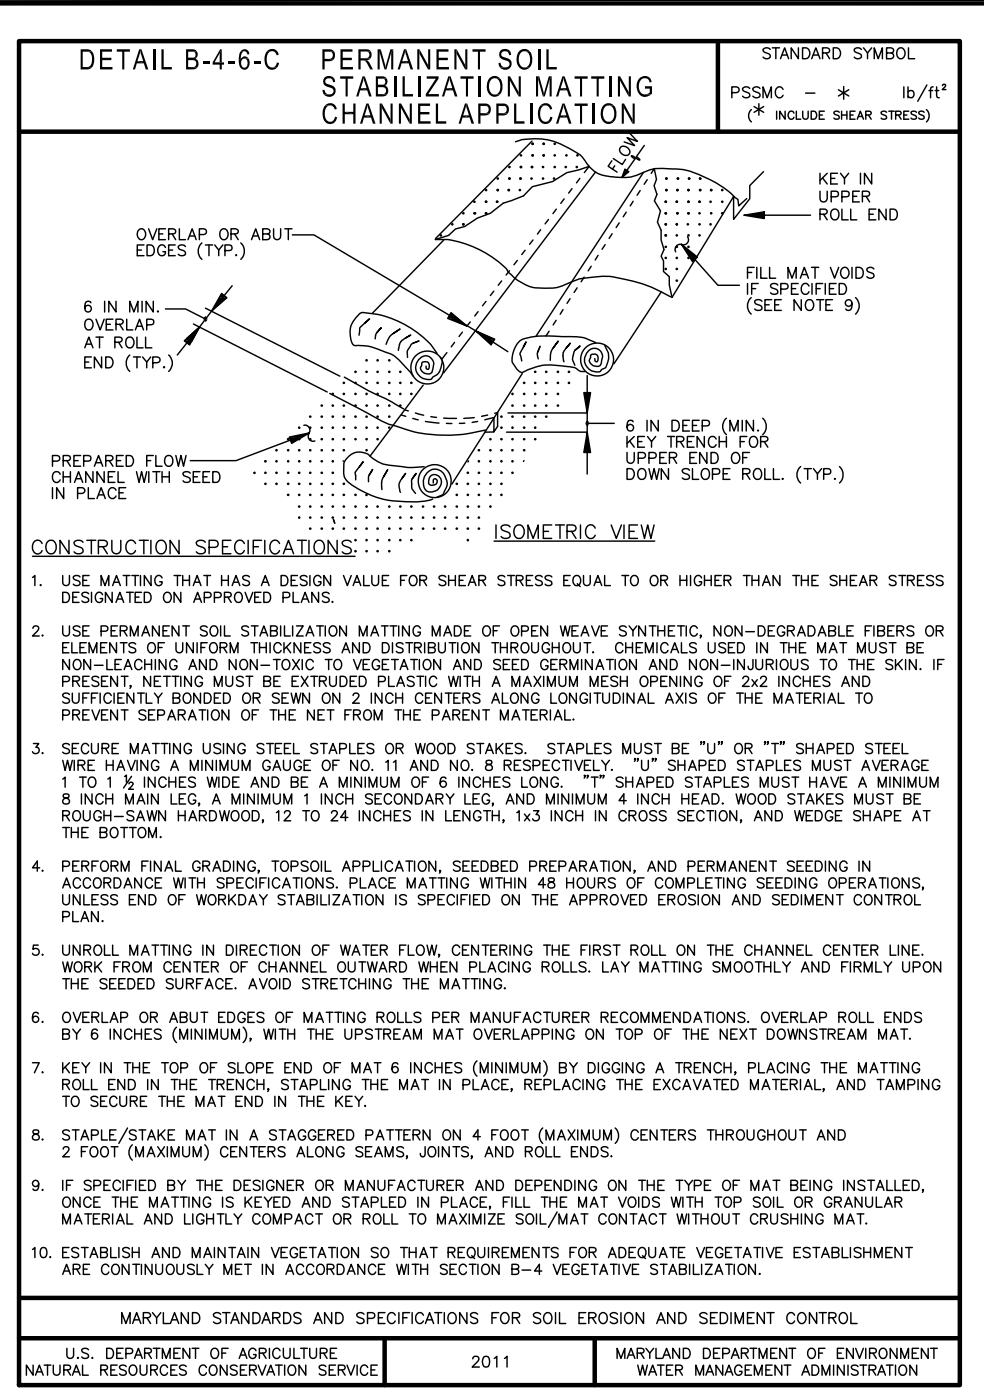 DETAIL B-4-6-C
PERMANENT SOIL
STABILIZATION MATTING
CHANNEL APPLICATION
STANDARD SYMBOL
PSSMC – * lb/ft²
(* INCLUDE SHEAR STRESS)
FLOW
KEY IN
UPPER
ROLL END
OVERLAP OR ABUT
EDGES (TYP.)
FILL MAT VOIDS
IF SPECIFIED
(SEE NOTE 9)
6 IN MIN.
OVERLAP
AT ROLL
END (TYP.)
6 IN DEEP (MIN.)
KEY TRENCH FOR
UPPER END OF
DOWN SLOPE ROLL. (TYP.)
PREPARED FLOW
CHANNEL WITH SEED
IN PLACE
ISOMETRIC VIEW
CONSTRUCTION SPECIFICATIONS:
1. USE MATTING THAT HAS A DESIGN VALUE FOR SHEAR STRESS EQUAL TO OR HIGHER THAN THE SHEAR STRESS
DESIGNATED ON APPROVED PLANS.
2. USE PERMANENT SOIL STABILIZATION MATTING MADE OF OPEN WEAVE SYNTHETIC, NON–DEGRADABLE FIBERS OR
ELEMENTS OF UNIFORM THICKNESS AND DISTRIBUTION THROUGHOUT. CHEMICALS USED IN THE MAT MUST BE
NON–LEACHING AND NON–TOXIC TO VEGETATION AND SEED GERMINATION AND NON–INJURIOUS TO THE SKIN. IF
PRESENT, NETTING MUST BE EXTRUDED PLASTIC WITH A MAXIMUM MESH OPENING OF 2x2 INCHES AND
SUFFICIENTLY BONDED OR SEWN ON 2 INCH CENTERS ALONG LONGITUDINAL AXIS OF THE MATERIAL TO
PREVENT SEPARATION OF THE NET FROM THE PARENT MATERIAL.
3. SECURE MATTING USING STEEL STAPLES OR WOOD STAKES. STAPLES MUST BE "U" OR "T" SHAPED STEEL
WIRE HAVING A MINIMUM GAUGE OF NO. 11 AND NO. 8 RESPECTIVELY. "U" SHAPED STAPLES MUST AVERAGE
1 TO 1 ½ INCHES WIDE AND BE A MINIMUM OF 6 INCHES LONG. "T" SHAPED STAPLES MUST HAVE A MINIMUM
8 INCH MAIN LEG, A MINIMUM 1 INCH SECONDARY LEG, AND MINIMUM 4 INCH HEAD. WOOD STAKES MUST BE
ROUGH–SAWN HARDWOOD, 12 TO 24 INCHES IN LENGTH, 1x3 INCH IN CROSS SECTION, AND WEDGE SHAPE AT
THE BOTTOM.
4. PERFORM FINAL GRADING, TOPSOIL APPLICATION, SEEDBED PREPARATION, AND PERMANENT SEEDING IN
ACCORDANCE WITH SPECIFICATIONS. PLACE MATTING WITHIN 48 HOURS OF COMPLETING SEEDING OPERATIONS,
UNLESS END OF WORKDAY STABILIZATION IS SPECIFIED ON THE APPROVED EROSION AND SEDIMENT CONTROL
PLAN.
5. UNROLL MATTING IN DIRECTION OF WATER FLOW, CENTERING THE FIRST ROLL ON THE CHANNEL CENTER LINE.
WORK FROM CENTER OF CHANNEL OUTWARD WHEN PLACING ROLLS. LAY MATTING SMOOTHLY AND FIRMLY UPON
THE SEEDED SURFACE. AVOID STRETCHING THE MATTING.
6. OVERLAP OR ABUT EDGES OF MATTING ROLLS PER MANUFACTURER RECOMMENDATIONS. OVERLAP ROLL ENDS
BY 6 INCHES (MINIMUM), WITH THE UPSTREAM MAT OVERLAPPING ON TOP OF THE NEXT DOWNSTREAM MAT.
7. KEY IN THE TOP OF SLOPE END OF MAT 6 INCHES (MINIMUM) BY DIGGING A TRENCH, PLACING THE MATTING
ROLL END IN THE TRENCH, STAPLING THE MAT IN PLACE, REPLACING THE EXCAVATED MATERIAL, AND TAMPING
TO SECURE THE MAT END IN THE KEY.
8. STAPLE/STAKE MAT IN A STAGGERED PATTERN ON 4 FOOT (MAXIMUM) CENTERS THROUGHOUT AND
2 FOOT (MAXIMUM) CENTERS ALONG SEAMS, JOINTS, AND ROLL ENDS.
9. IF SPECIFIED BY THE DESIGNER OR MANUFACTURER AND DEPENDING ON THE TYPE OF MAT BEING INSTALLED,
ONCE THE MATTING IS KEYED AND STAPLED IN PLACE, FILL THE MAT VOIDS WITH TOP SOIL OR GRANULAR
MATERIAL AND LIGHTLY COMPACT OR ROLL TO MAXIMIZE SOIL/MAT CONTACT WITHOUT CRUSHING MAT.
10. ESTABLISH AND MAINTAIN VEGETATION SO THAT REQUIREMENTS FOR ADEQUATE VEGETATIVE ESTABLISHMENT
ARE CONTINUOUSLY MET IN ACCORDANCE WITH SECTION B–4 VEGETATIVE STABILIZATION.
MARYLAND STANDARDS AND SPECIFICATIONS FOR SOIL EROSION AND SEDIMENT CONTROL
U.S. DEPARTMENT OF AGRICULTURE
NATURAL RESOURCES CONSERVATION SERVICE
2011
MARYLAND DEPARTMENT OF ENVIRONMENT
WATER MANAGEMENT ADMINISTRATION